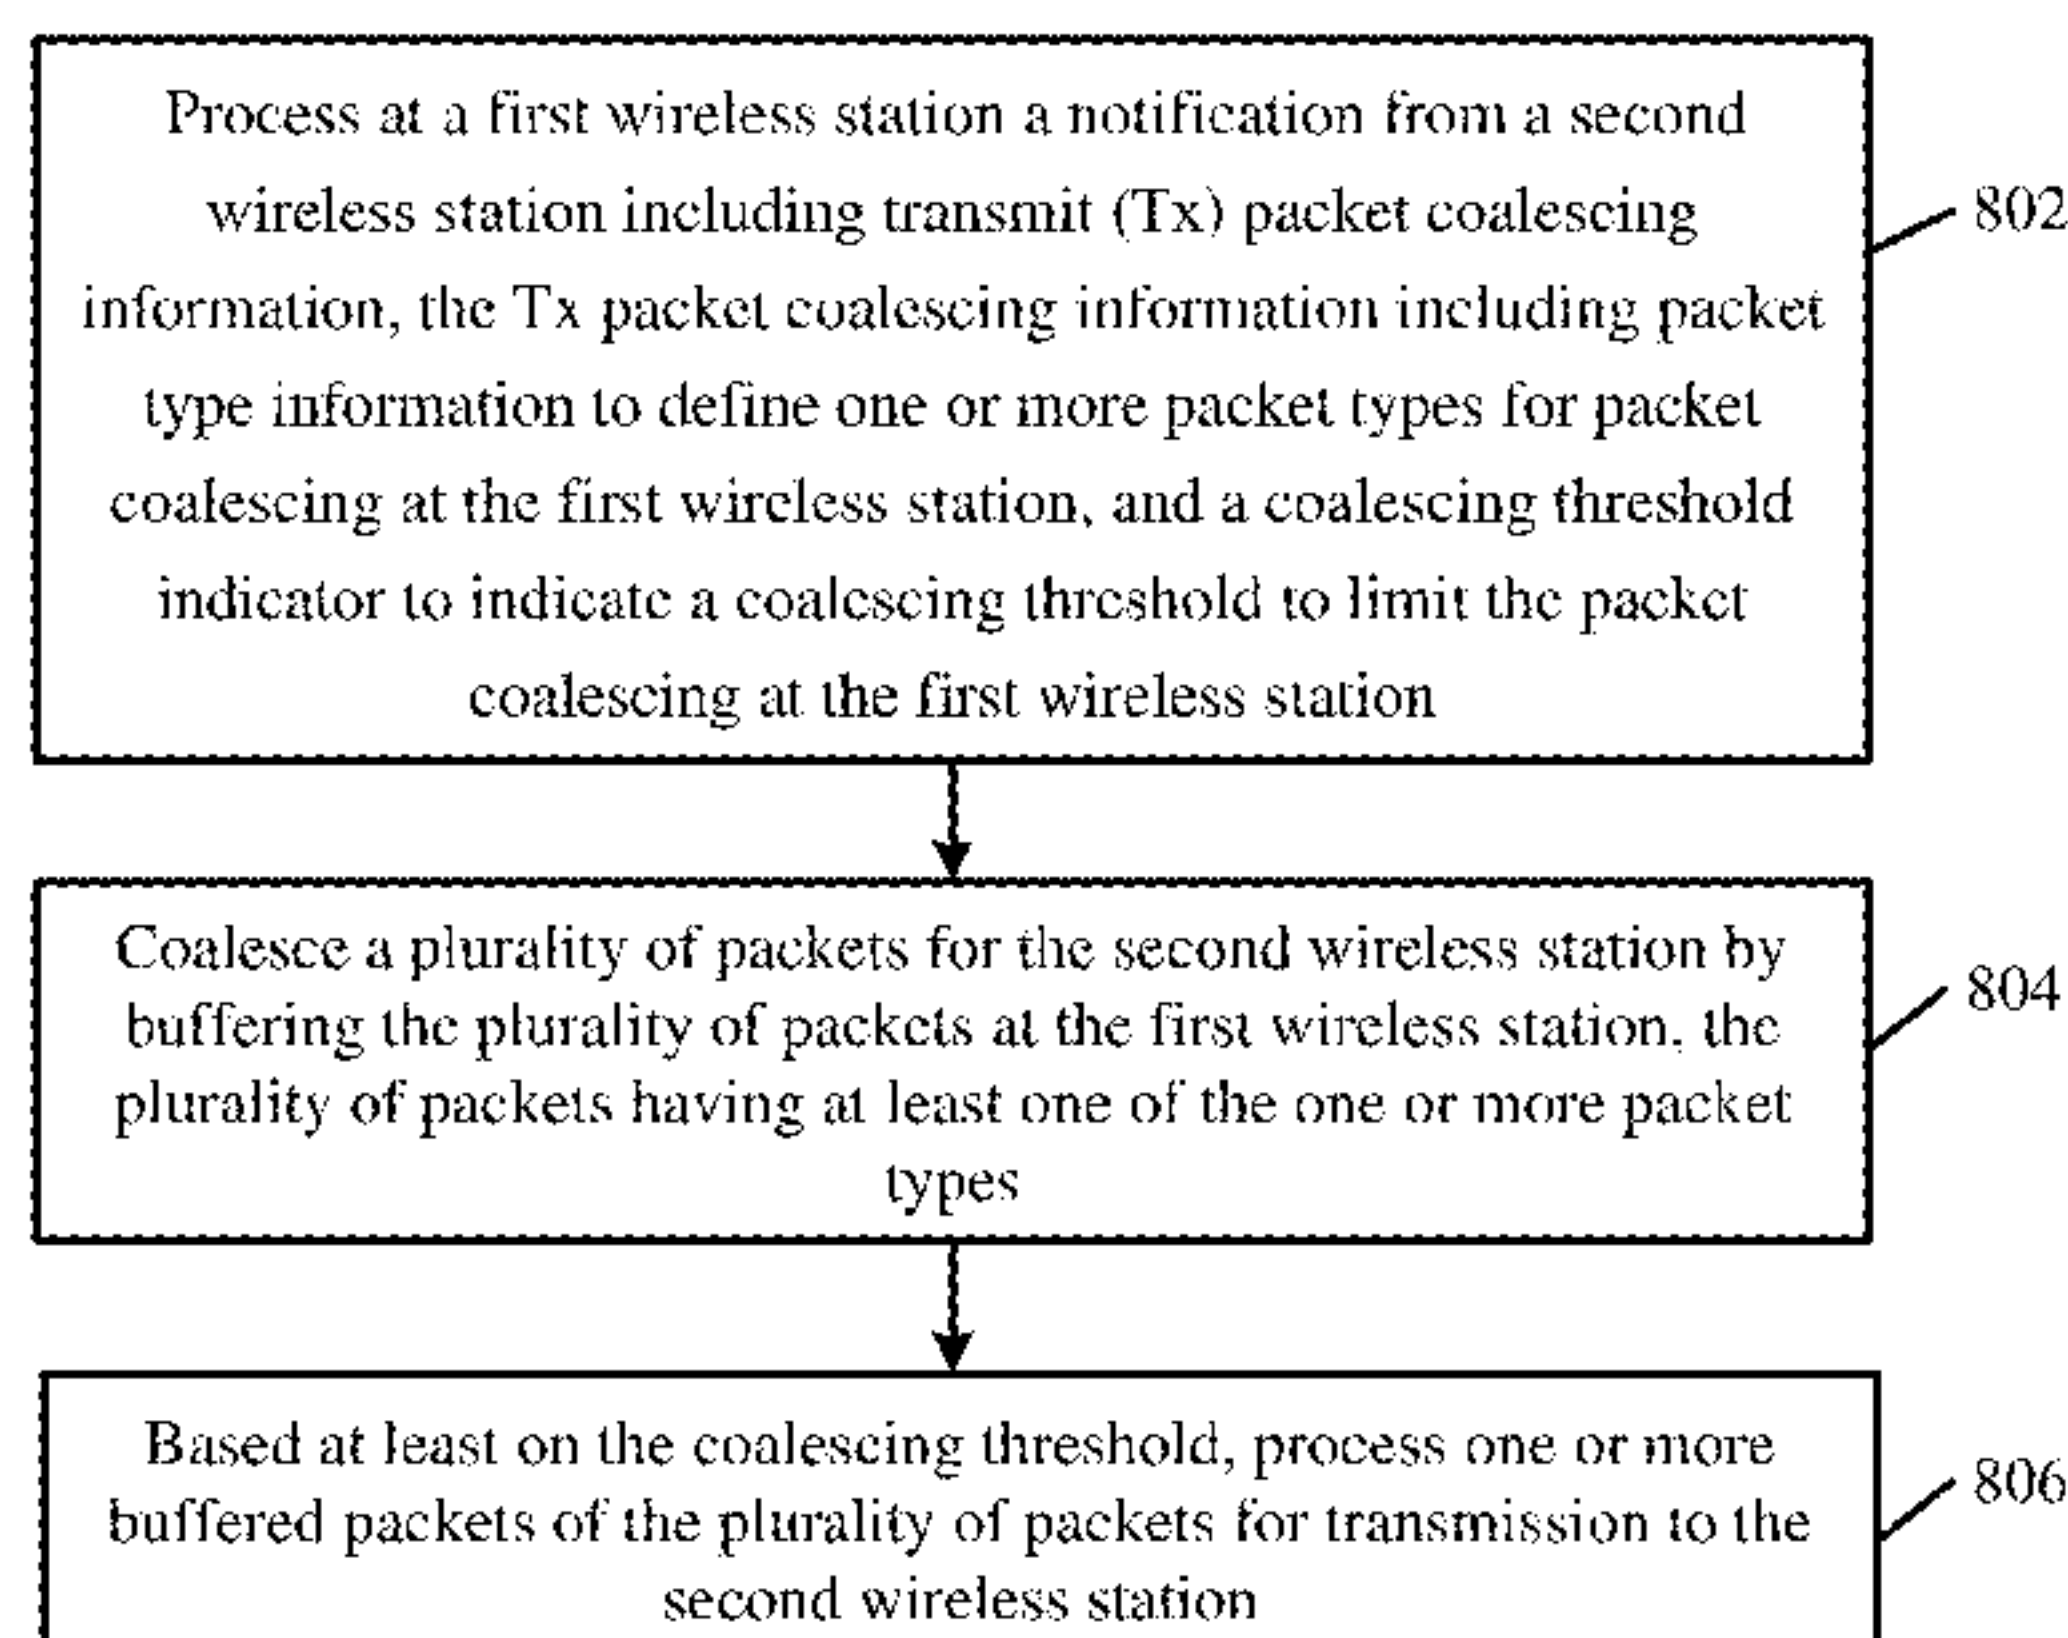 Process at a first wireless station a notification from a second
wireless station including transmit (Tx) packet coalescing
information, the Tx packet coalescing information including packet
type information to define one or more packet types for packet
coalescing at the first wireless station, and a coalescing threshold
indicator to indicate a coalescing threshold to limit the packet
coalescing at the first wireless station
802
Coalesce a plurality of packets for the second wireless station by
buffering the plurality of packets at the first wireless station, the
plurality of packets having at least one of the one or more packet
types
804
Based at least on the coalescing threshold, process one or more
buffered packets of the plurality of packets for transmission to the
second wireless station
806